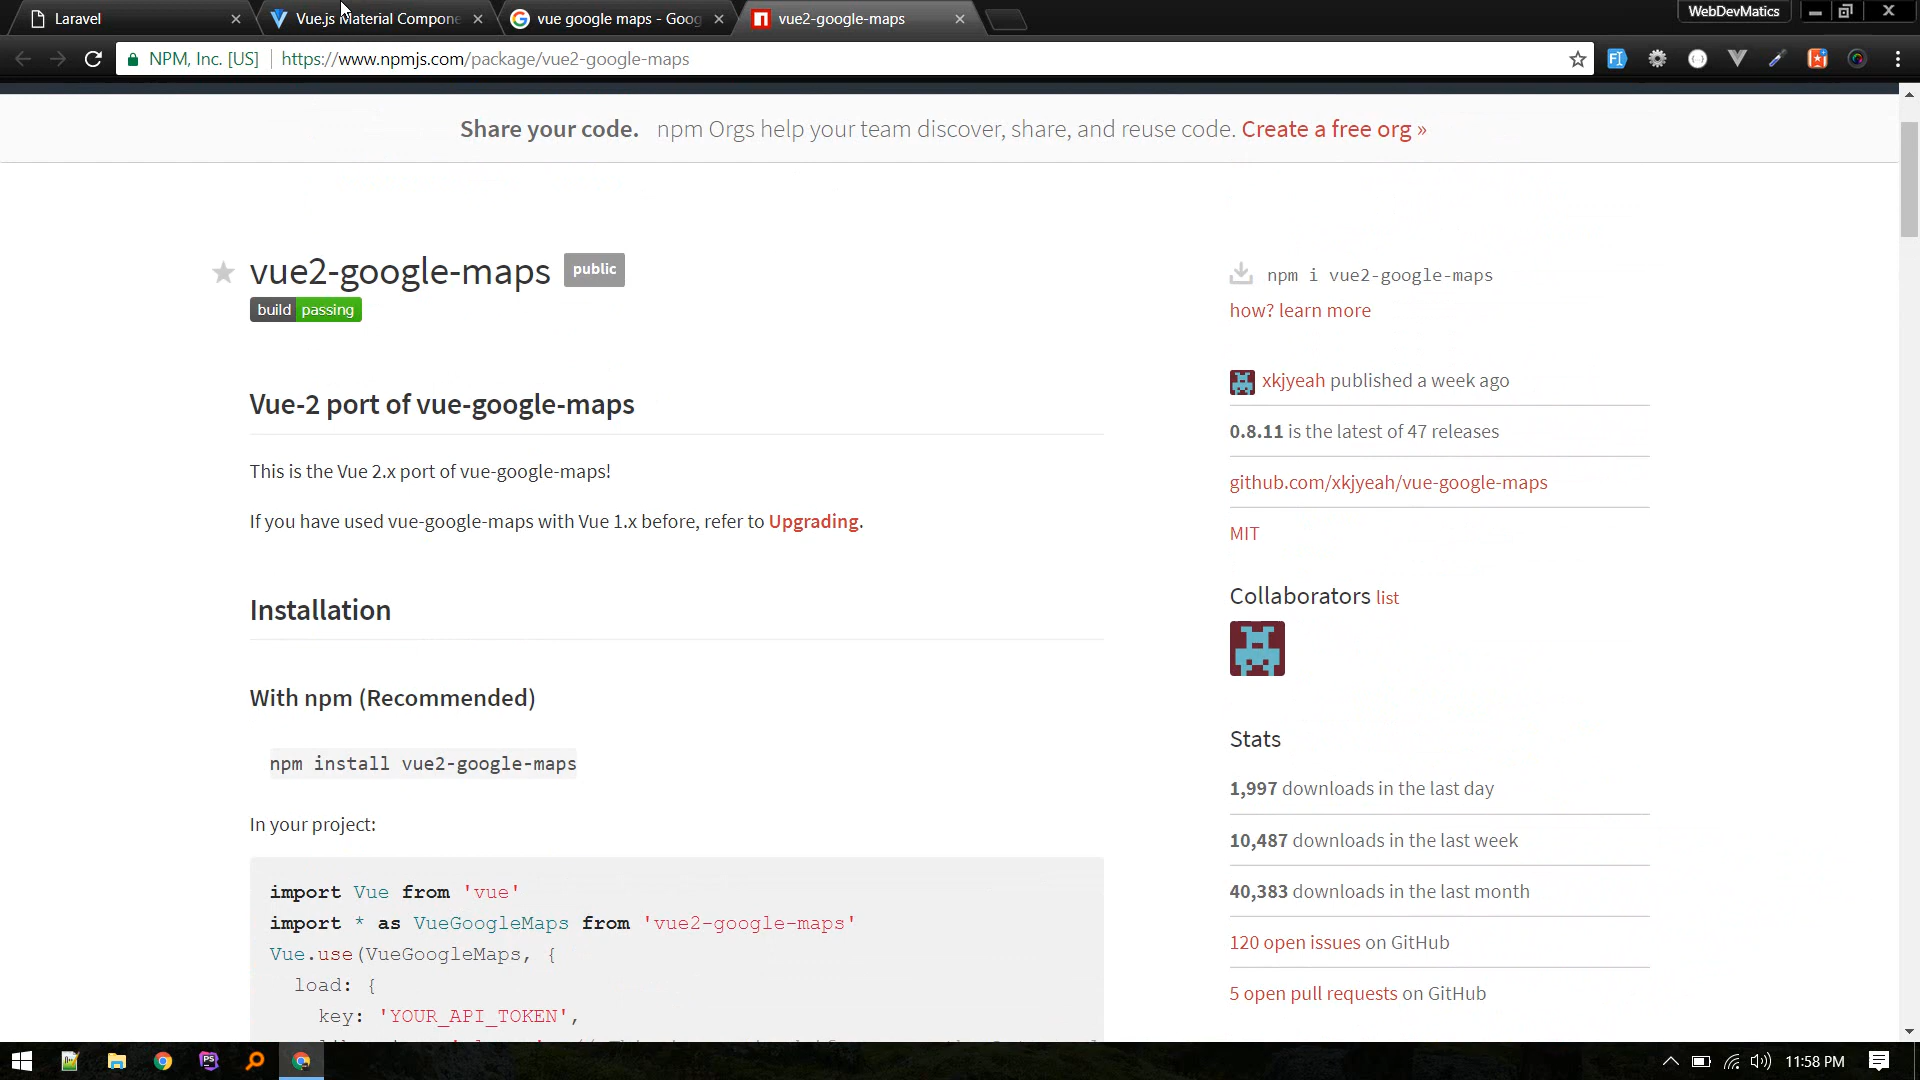 Laravel
Vue.js Material Compone
vue google maps - Goog
vue2-google-maps
WebDevMatics
NPM, Inc. [US]
https://www.npmjs.com/package/vue2-google-maps
Share your code. npm Orgs help your team discover, share, and reuse code. Create a free org »
vue2-google-maps public
build passing
Vue-2 port of vue-google-maps
This is the Vue 2.x port of vue-google-maps!
If you have used vue-google-maps with Vue 1.x before, refer to Upgrading.
Installation
With npm (Recommended)
npm install vue2-google-maps
In your project:
import Vue from 'vue'
import * as VueGoogleMaps from 'vue2-google-maps'
Vue.use(VueGoogleMaps, {
load: {
key: 'YOUR_API_TOKEN',
npm i vue2-google-maps
how? learn more
xkjyeah published a week ago
0.8.11 is the latest of 47 releases
github.com/xkjyeah/vue-google-maps
MIT
Collaborators list
Stats
1,997 downloads in the last day
10,487 downloads in the last week
40,383 downloads in the last month
120 open issues on GitHub
5 open pull requests on GitHub
11:58 PM